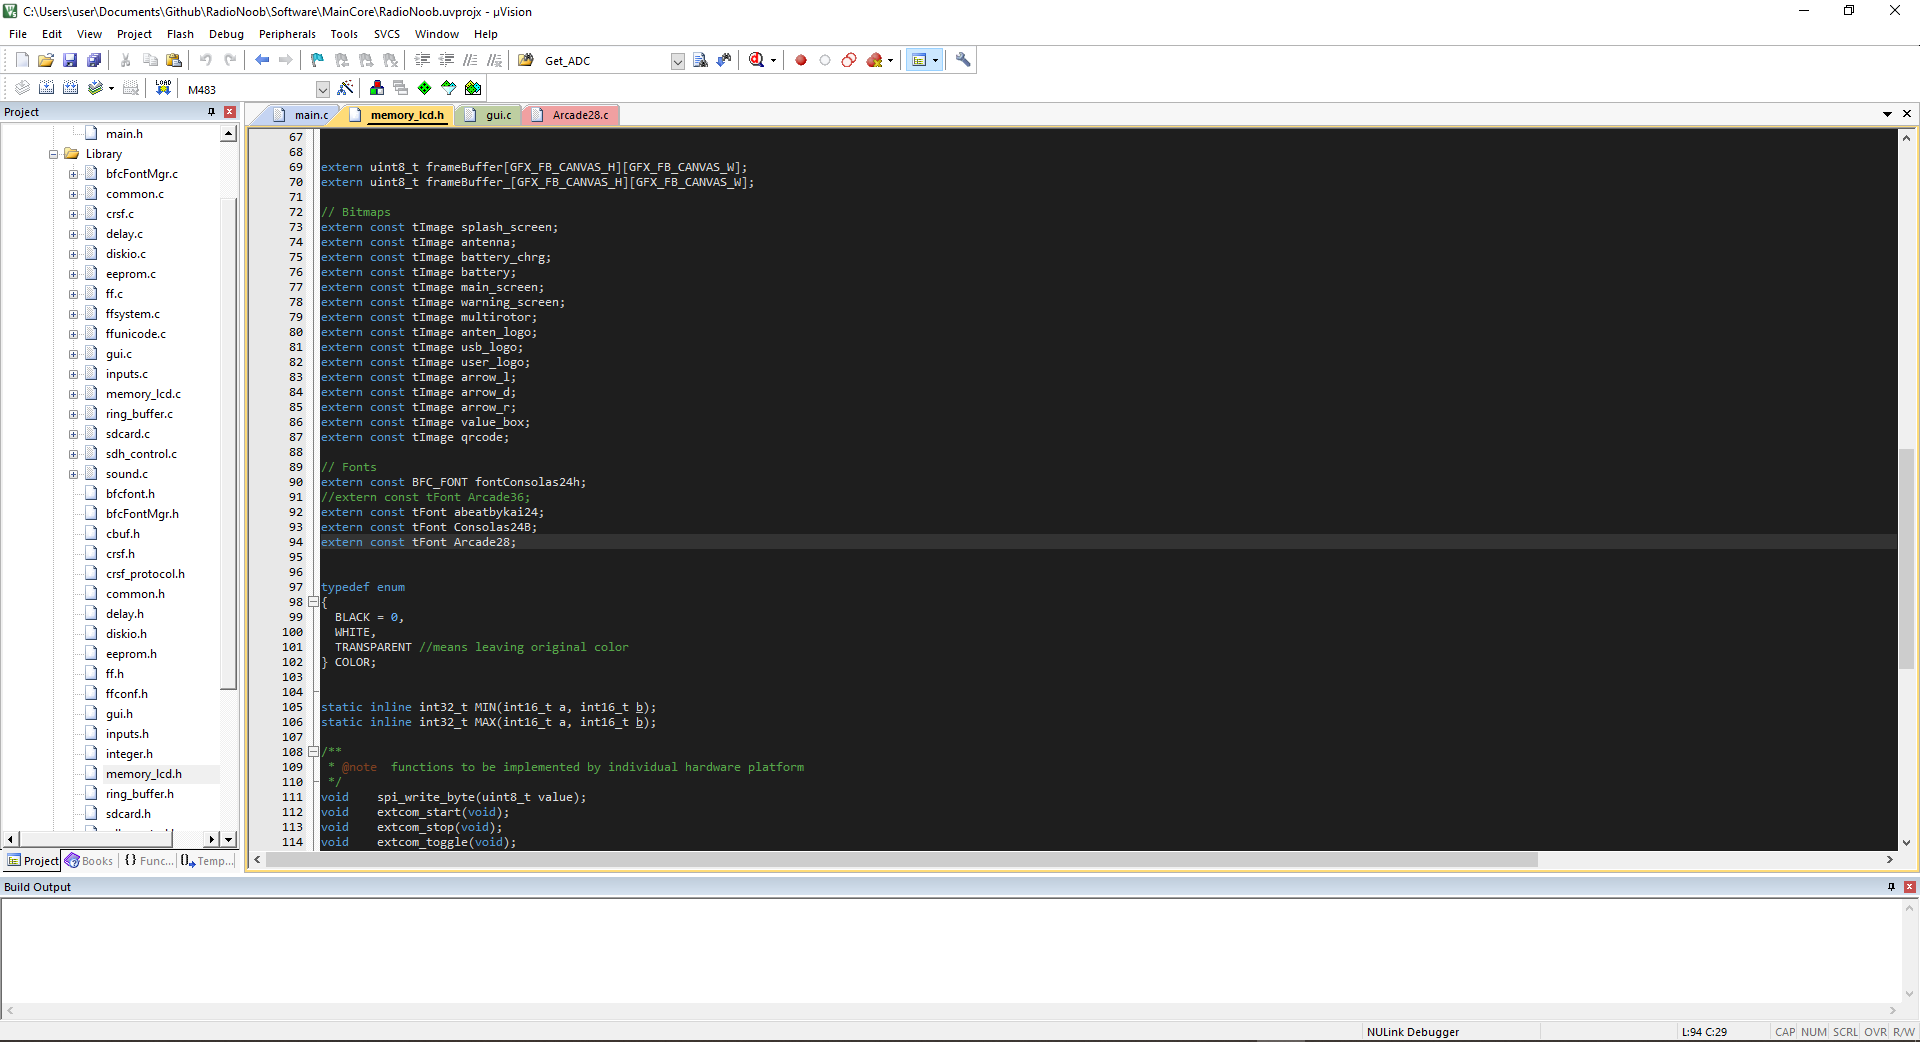 C:\Users\user\Documents\Github\RadioNoob\Software\MainCore\RadioNoob.uvprojx - µVision
File Edit View Project Flash Debug Peripherals Tools SVCS Window Help
Get_ADC
LOAD M483
Project
main.c memory_lcd.h gui.c Arcade28.c
main.h
Library
bfcFontMgr.c
common.c
crsf.c
delay.c
diskio.c
eeprom.c
ff.c
ffsystem.c
ffunicode.c
gui.c
inputs.c
memory_lcd.c
ring_buffer.c
sdcard.c
sdh_control.c
sound.c
bfcfont.h
bfcFontMgr.h
cbuf.h
crsf.h
crsf_protocol.h
common.h
delay.h
diskio.h
eeprom.h
ff.h
ffconf.h
gui.h
inputs.h
integer.h
memory_lcd.h
ring_buffer.h
sdcard.h
Project Books {} Func... Temp...
67
68
69 extern uint8_t frameBuffer[GFX_FB_CANVAS_H][GFX_FB_CANVAS_W];
70 extern uint8_t frameBuffer_[GFX_FB_CANVAS_H][GFX_FB_CANVAS_W];
71
72 // Bitmaps
73 extern const tImage splash_screen;
74 extern const tImage antenna;
75 extern const tImage battery_chrg;
76 extern const tImage battery;
77 extern const tImage main_screen;
78 extern const tImage warning_screen;
79 extern const tImage multirotor;
80 extern const tImage anten_logo;
81 extern const tImage usb_logo;
82 extern const tImage user_logo;
83 extern const tImage arrow_l;
84 extern const tImage arrow_d;
85 extern const tImage arrow_r;
86 extern const tImage value_box;
87 extern const tImage qrcode;
88
89 // Fonts
90 extern const BFC_FONT fontConsolas24h;
91 //extern const tFont Arcade36;
92 extern const tFont abeatbykai24;
93 extern const tFont Consolas24B;
94 extern const tFont Arcade28;
95
96
97 typedef enum
98 {
99 BLACK = 0,
100 WHITE,
101 TRANSPARENT //means leaving original color
102 } COLOR;
103
104
105 static inline int32_t MIN(int16_t a, int16_t b);
106 static inline int32_t MAX(int16_t a, int16_t b);
107
108 /**
109 * @note functions to be implemented by individual hardware platform
110 */
111 void spi_write_byte(uint8_t value);
112 void extcom_start(void);
113 void extcom_stop(void);
114 void extcom_toggle(void);
Build Output
NULink Debugger L:94 C:29 CAP NUM SCRL OVR R/W